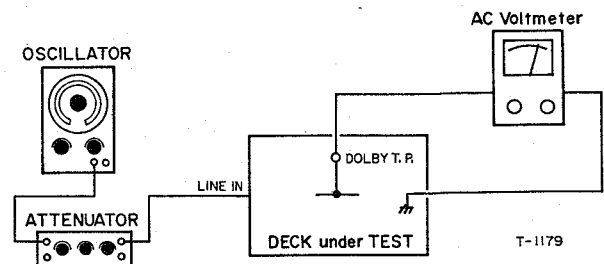 AC Voltmeter
OSCILLATOR
DOLBY T. P.
LINE IN
ATTENUATOR
DECK under TEST
T-1179